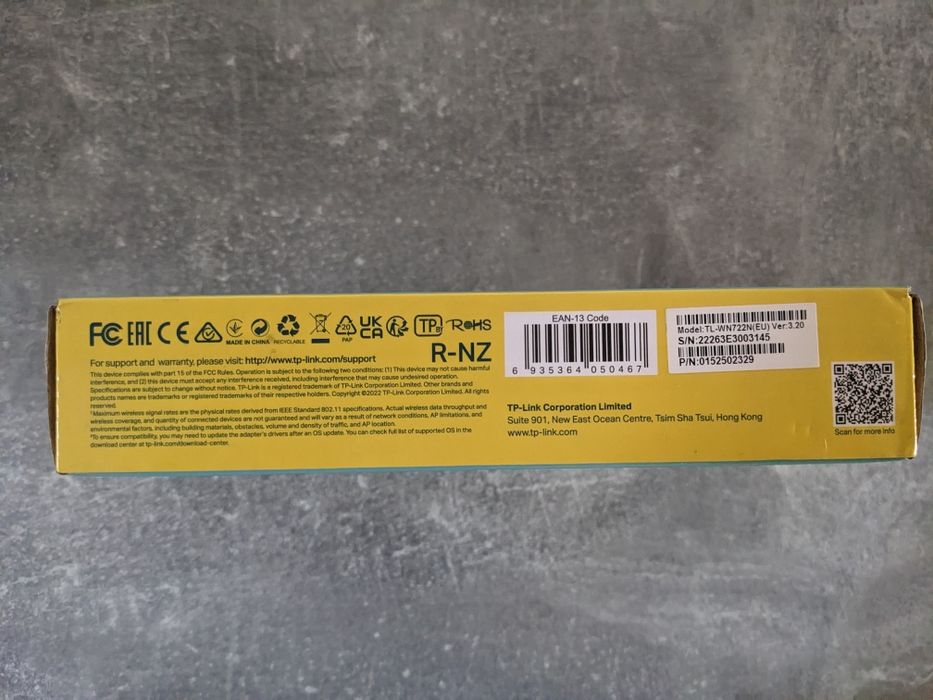 FC EAC CE
MADE IN CHINA
RECYCLABLE
20
PAP
UK
CA
TP
RoHS
For support and warranty, please visit: http://www.tp-link.com/support
R-NZ
This device complies with part 15 of the FCC Rules. Operation is subject to the following two conditions: (1) This device may not cause harmful
interference, and (2) this device must accept any interference received, including interference that may cause undesired operation.
Specifications are subject to change without notice. TP-Link is a registered trademark of TP-Link Corporation Limited. Other brands and
products names are trademarks or registered trademarks of their respective holders. Copyright ©2022 TP-Link Corporation Limited. All rights
reserved.
Maximum wireless signal rates are the physical rates derived from IEEE Standard 802.11 specifications. Actual wireless data throughput and
wireless coverage, and quantity of connected devices are not guaranteed and will vary as a result of network conditions, AP limitations, and
environmental factors, including building materials, obstacles, volume and density of traffic, and AP location.
To ensure compatibility, you may need to update the adapter's drivers after an OS update. You can check full list of supported OS in the
download center at tp-link.com/download-center.
EAN-13 Code
6 935364 050467
TP-Link Corporation Limited
Suite 901, New East Ocean Centre, Tsim Sha Tsui, Hong Kong
www.tp-link.com
Model: TL-WN722N(EU) Ver:3.20
S/N:22263E3003145
P/N:0152502329
Scan for more info